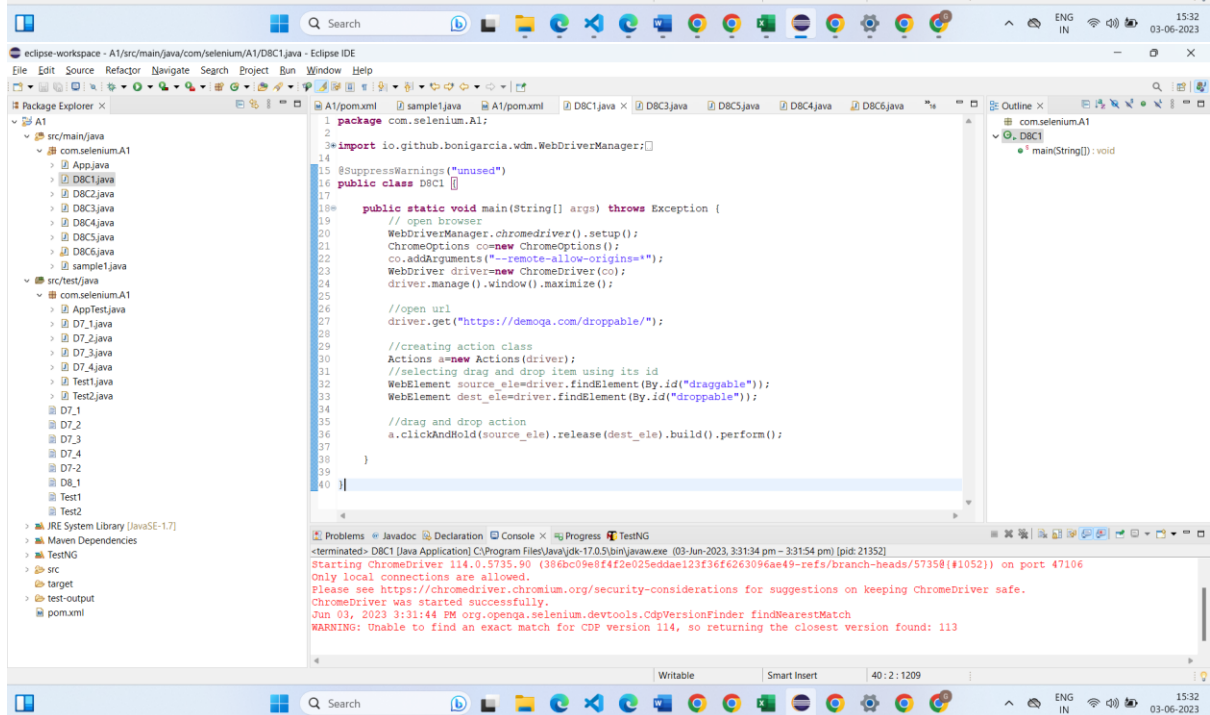 Search
ENG
IN
15:32
03-06-2023
eclipse-workspace - A1/src/main/java/com/selenium/A1/D8C1.java - Eclipse IDE
File Edit Source Refactor Navigate Search Project Run Window Help
Package Explorer
A1
src/main/java
com.selenium.A1
App.java
D8C1.java
D8C2.java
D8C3.java
D8C4.java
D8C5.java
D8C6.java
sample1.java
src/test/java
com.selenium.A1
AppTest.java
D7_1.java
D7_2.java
D7_3.java
D7_4.java
Test1.java
Test2.java
D7_1
D7_2
D7_3
D7_4
D7-2
D8_1
Test1
Test2
JRE System Library [JavaSE-1.7]
Maven Dependencies
TestNG
src
target
test-output
pom.xml
A1/pom.xml sample1.java A1/pom.xml D8C1.java D8C3.java D8C5.java D8C4.java D8C6.java
1 package com.selenium.A1;
2
3 import io.github.bonigarcia.wdm.WebDriverManager;
14
15 @SuppressWarnings("unused")
16 public class D8C1 {
17
18 public static void main(String[] args) throws Exception {
19 // open browser
20 WebDriverManager.chromedriver().setup();
21 ChromeOptions co=new ChromeOptions();
22 co.addArguments("--remote-allow-origins=*");
23 WebDriver driver=new ChromeDriver(co);
24 driver.manage().window().maximize();
25
26 //open url
27 driver.get("https://demoqa.com/droppable/");
28
29 //creating action class
30 Actions a=new Actions(driver);
31 //selecting drag and drop item using its id
32 WebElement source_ele=driver.findElement(By.id("draggable"));
33 WebElement dest_ele=driver.findElement(By.id("droppable"));
34
35 //drag and drop action
36 a.clickAndHold(source_ele).release(dest_ele).build().perform();
37
38 }
39
40 }
Outline
com.selenium.A1
D8C1
main(String[]) : void
Problems Javadoc Declaration Console Progress TestNG
<terminated> D8C1 [Java Application] C:\Program Files\Java\jdk-17.0.5\bin\javaw.exe (03-Jun-2023, 3:31:34 pm – 3:31:54 pm) [pid: 21352]
Starting ChromeDriver 114.0.5735.90 (386bc09e8f4f2e025eddae123f36f6263096ae49-refs/branch-heads/5735@{#1052}) on port 47106
Only local connections are allowed.
Please see https://chromedriver.chromium.org/security-considerations for suggestions on keeping ChromeDriver safe.
ChromeDriver was started successfully.
Jun 03, 2023 3:31:44 PM org.openqa.selenium.devtools.CdpVersionFinder findNearestMatch
WARNING: Unable to find an exact match for CDP version 114, so returning the closest version found: 113
Writable Smart Insert 40 : 2 : 1209
Search
ENG
IN
15:32
03-06-2023